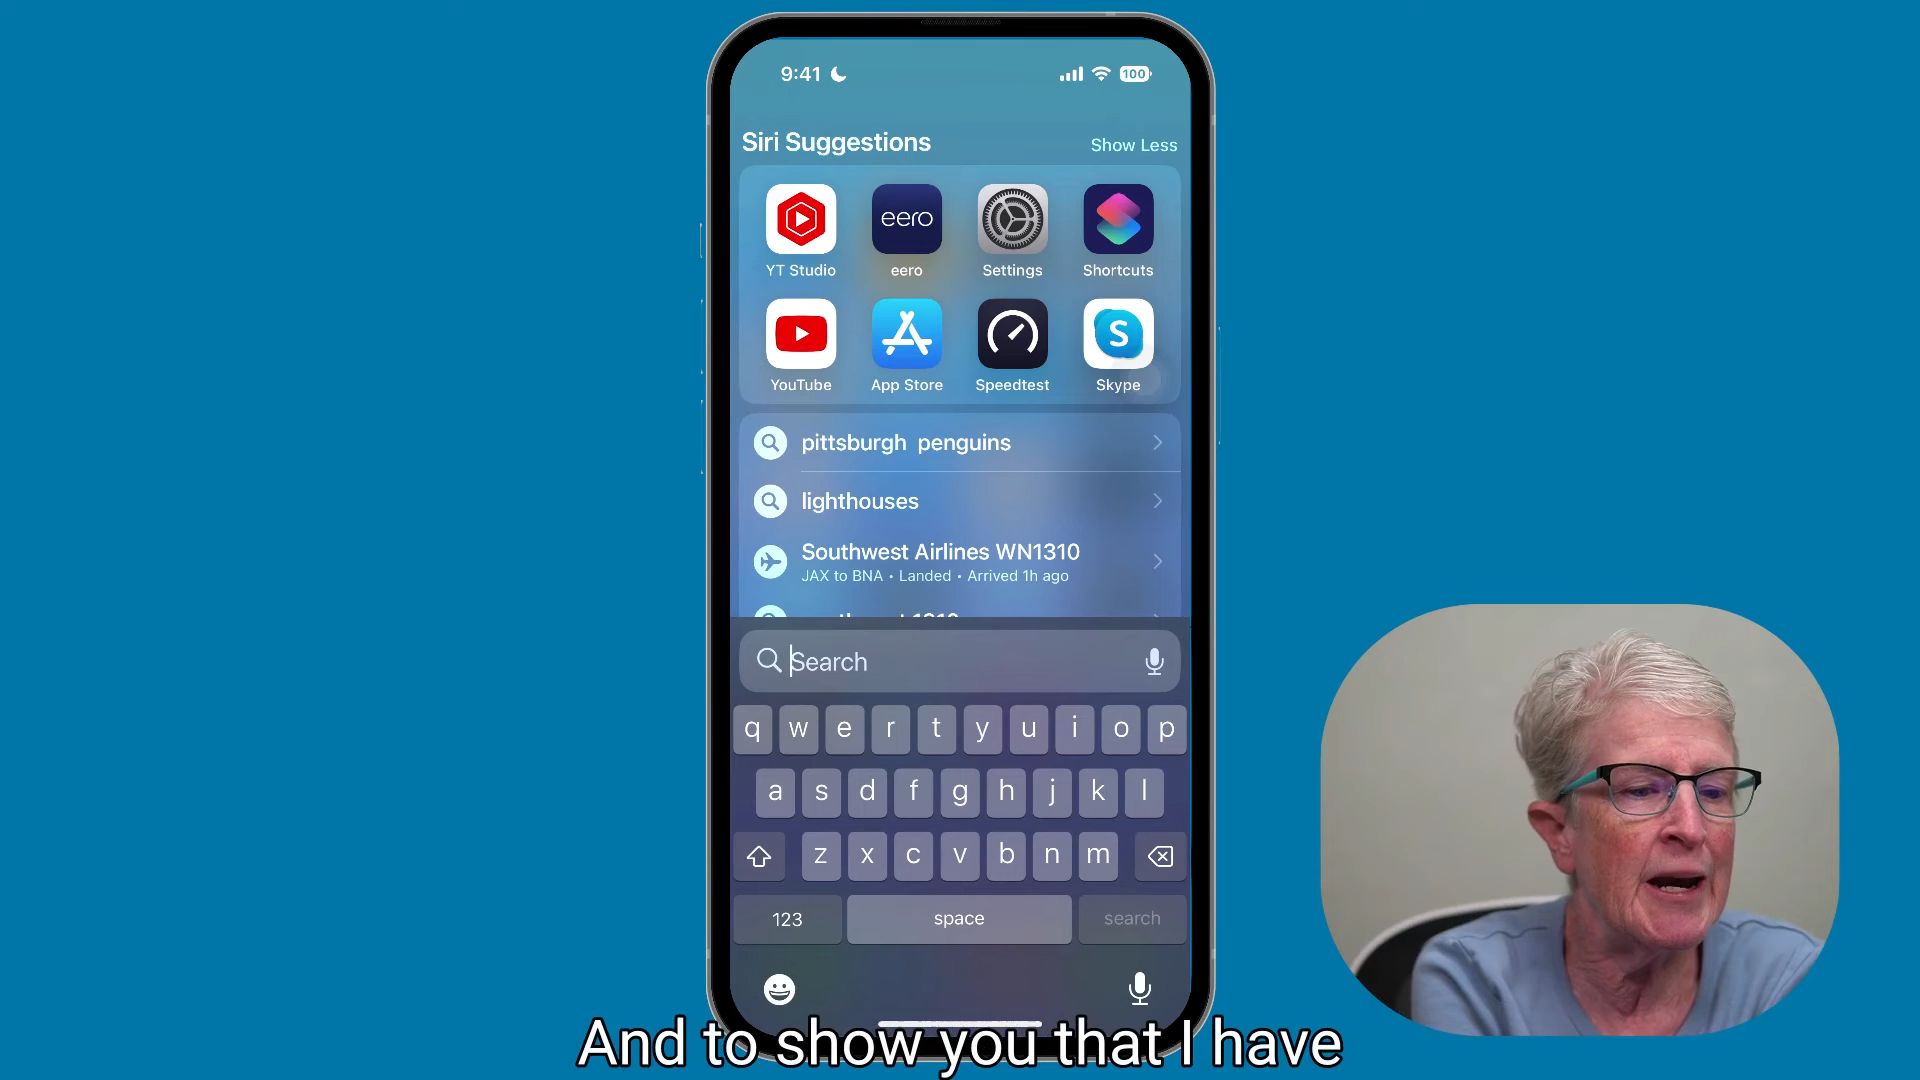 9:41
100
Siri Suggestions
Show Less
eero
YT Studio
eero
Settings
Shortcuts
S
YouTube
App Store
Speedtest
Skype
pittsburgh penguins
lighthouses
Southwest Airlines WN1310
JAX to BNA • Landed • Arrived 1h ago
Search
q w e r t y u i o p
a s d f g h j k l
z x c v b n m
123
space
search
And to show you that I have